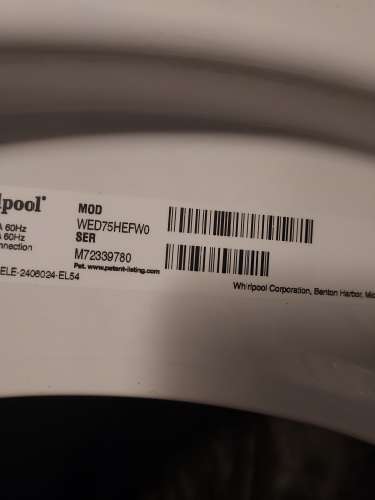 lpool®
MOD
WED75HEFW0
A 60Hz
A 60Hz
SER
onnection
M72339780
Pat. www.patent-listing.com
ELE-2406024-EL54
Whirlpool Corporation, Benton Harbor, Mic